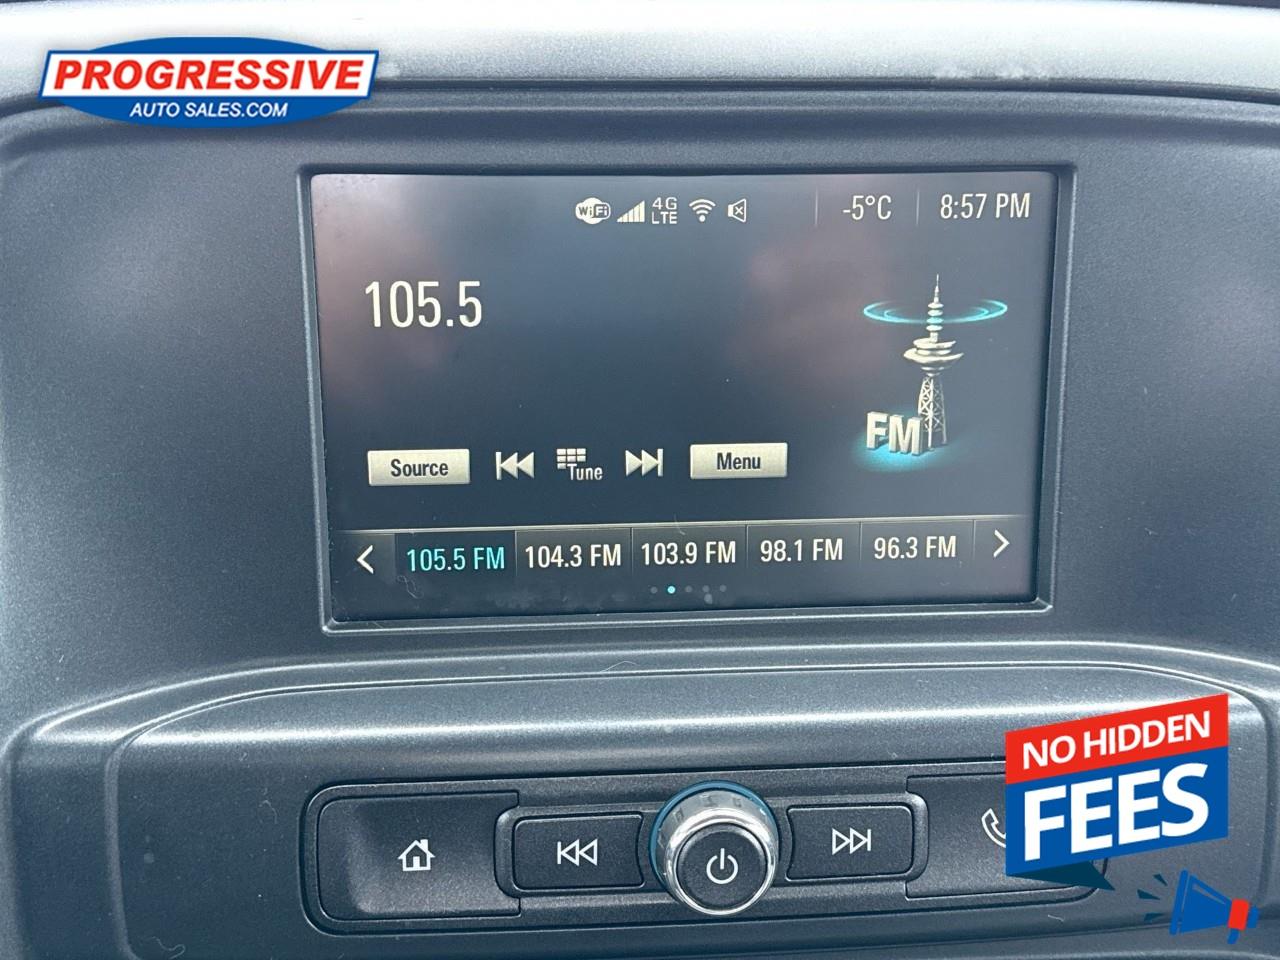 PROGRESSIVE
AUTO SALES.COM
WiFi 4G LTE -5°C 8:57 PM
105.5
FM
Source Tune Menu
105.5 FM 104.3 FM 103.9 FM 98.1 FM 96.3 FM
NO HIDDEN
FEES